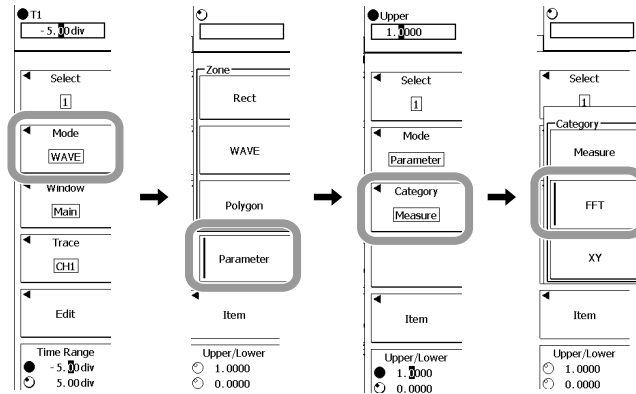 T1
- 5.00div
Select
1
Mode
WAVE
Window
Main
Trace
CH1
Edit
Time Range
- 5.00div
5.00div
Zone
Rect
WAVE
Polygon
Parameter
Item
Upper/Lower
1.0000
0.0000
Upper
1.0000
Select
1
Mode
Parameter
Category
Measure
Item
Upper/Lower
1.0000
0.0000
Select
1
Category
Measure
FFT
XY
Item
Upper/Lower
1.0000
0.0000